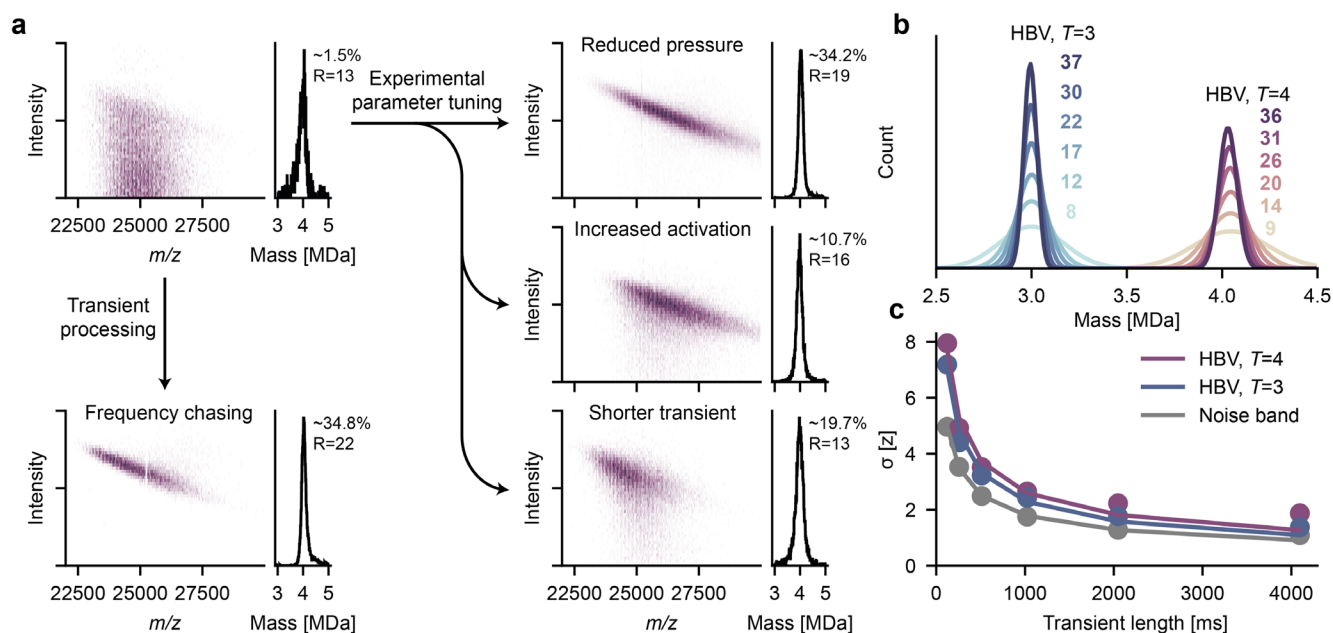 a
Intensity
~1.5%
R=13
22500 25000 27500
m/z
3 4 5
Mass [MDa]
Experimental
parameter tuning
Transient
processing
Frequency chasing
Intensity
~34.8%
R=22
22500 25000 27500
m/z
3 4 5
Mass [MDa]
Reduced pressure
Intensity
~34.2%
R=19
Increased activation
Intensity
~10.7%
R=16
Shorter transient
Intensity
~19.7%
R=13
22500 25000 27500
m/z
3 4 5
Mass [MDa]
b
Count
HBV, T=3
37
30
22
17
12
8
HBV, T=4
36
31
26
20
14
9
2.5 3.0 3.5 4.0 4.5
Mass [MDa]
c
σ [z]
8
6
4
2
0
HBV, T=4
HBV, T=3
Noise band
0 1000 2000 3000 4000
Transient length [ms]